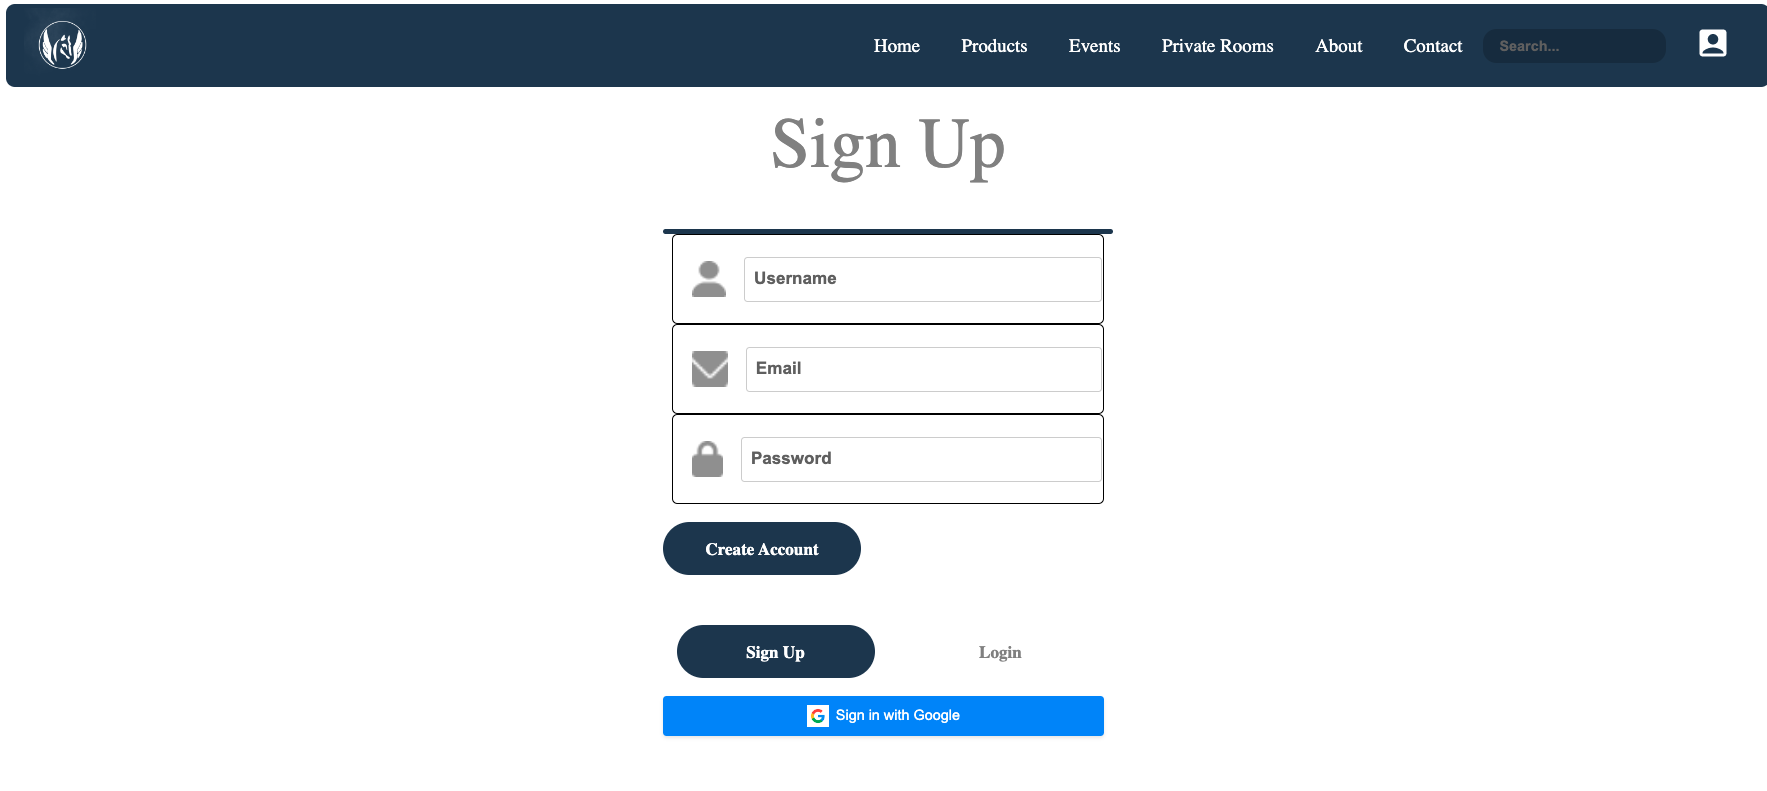 Home Products Events Private Rooms About Contact Search...
Sign Up
Username
Email
Password
Create Account
Sign Up Login
Sign in with Google